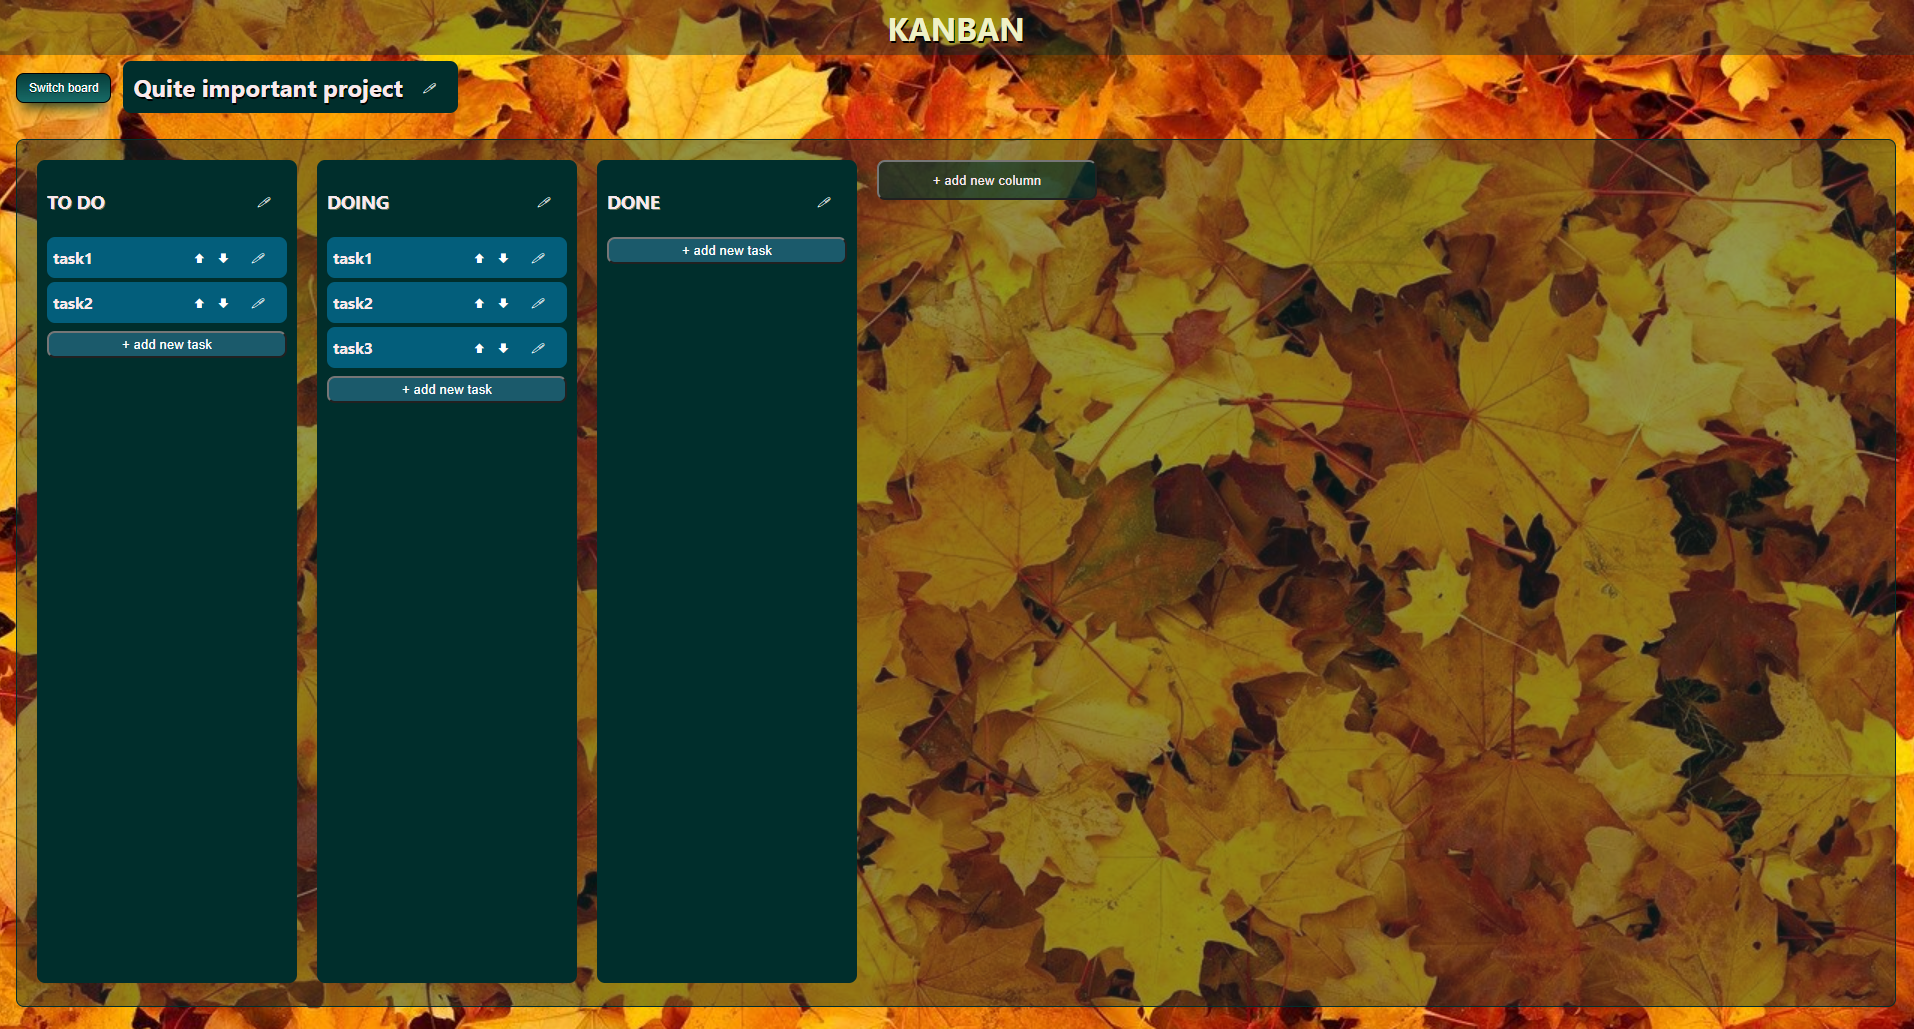 KANBAN
Switch board
Quite important project
TO DO
task1
task2
+ add new task
DOING
task1
task2
task3
+ add new task
DONE
+ add new task
+ add new column